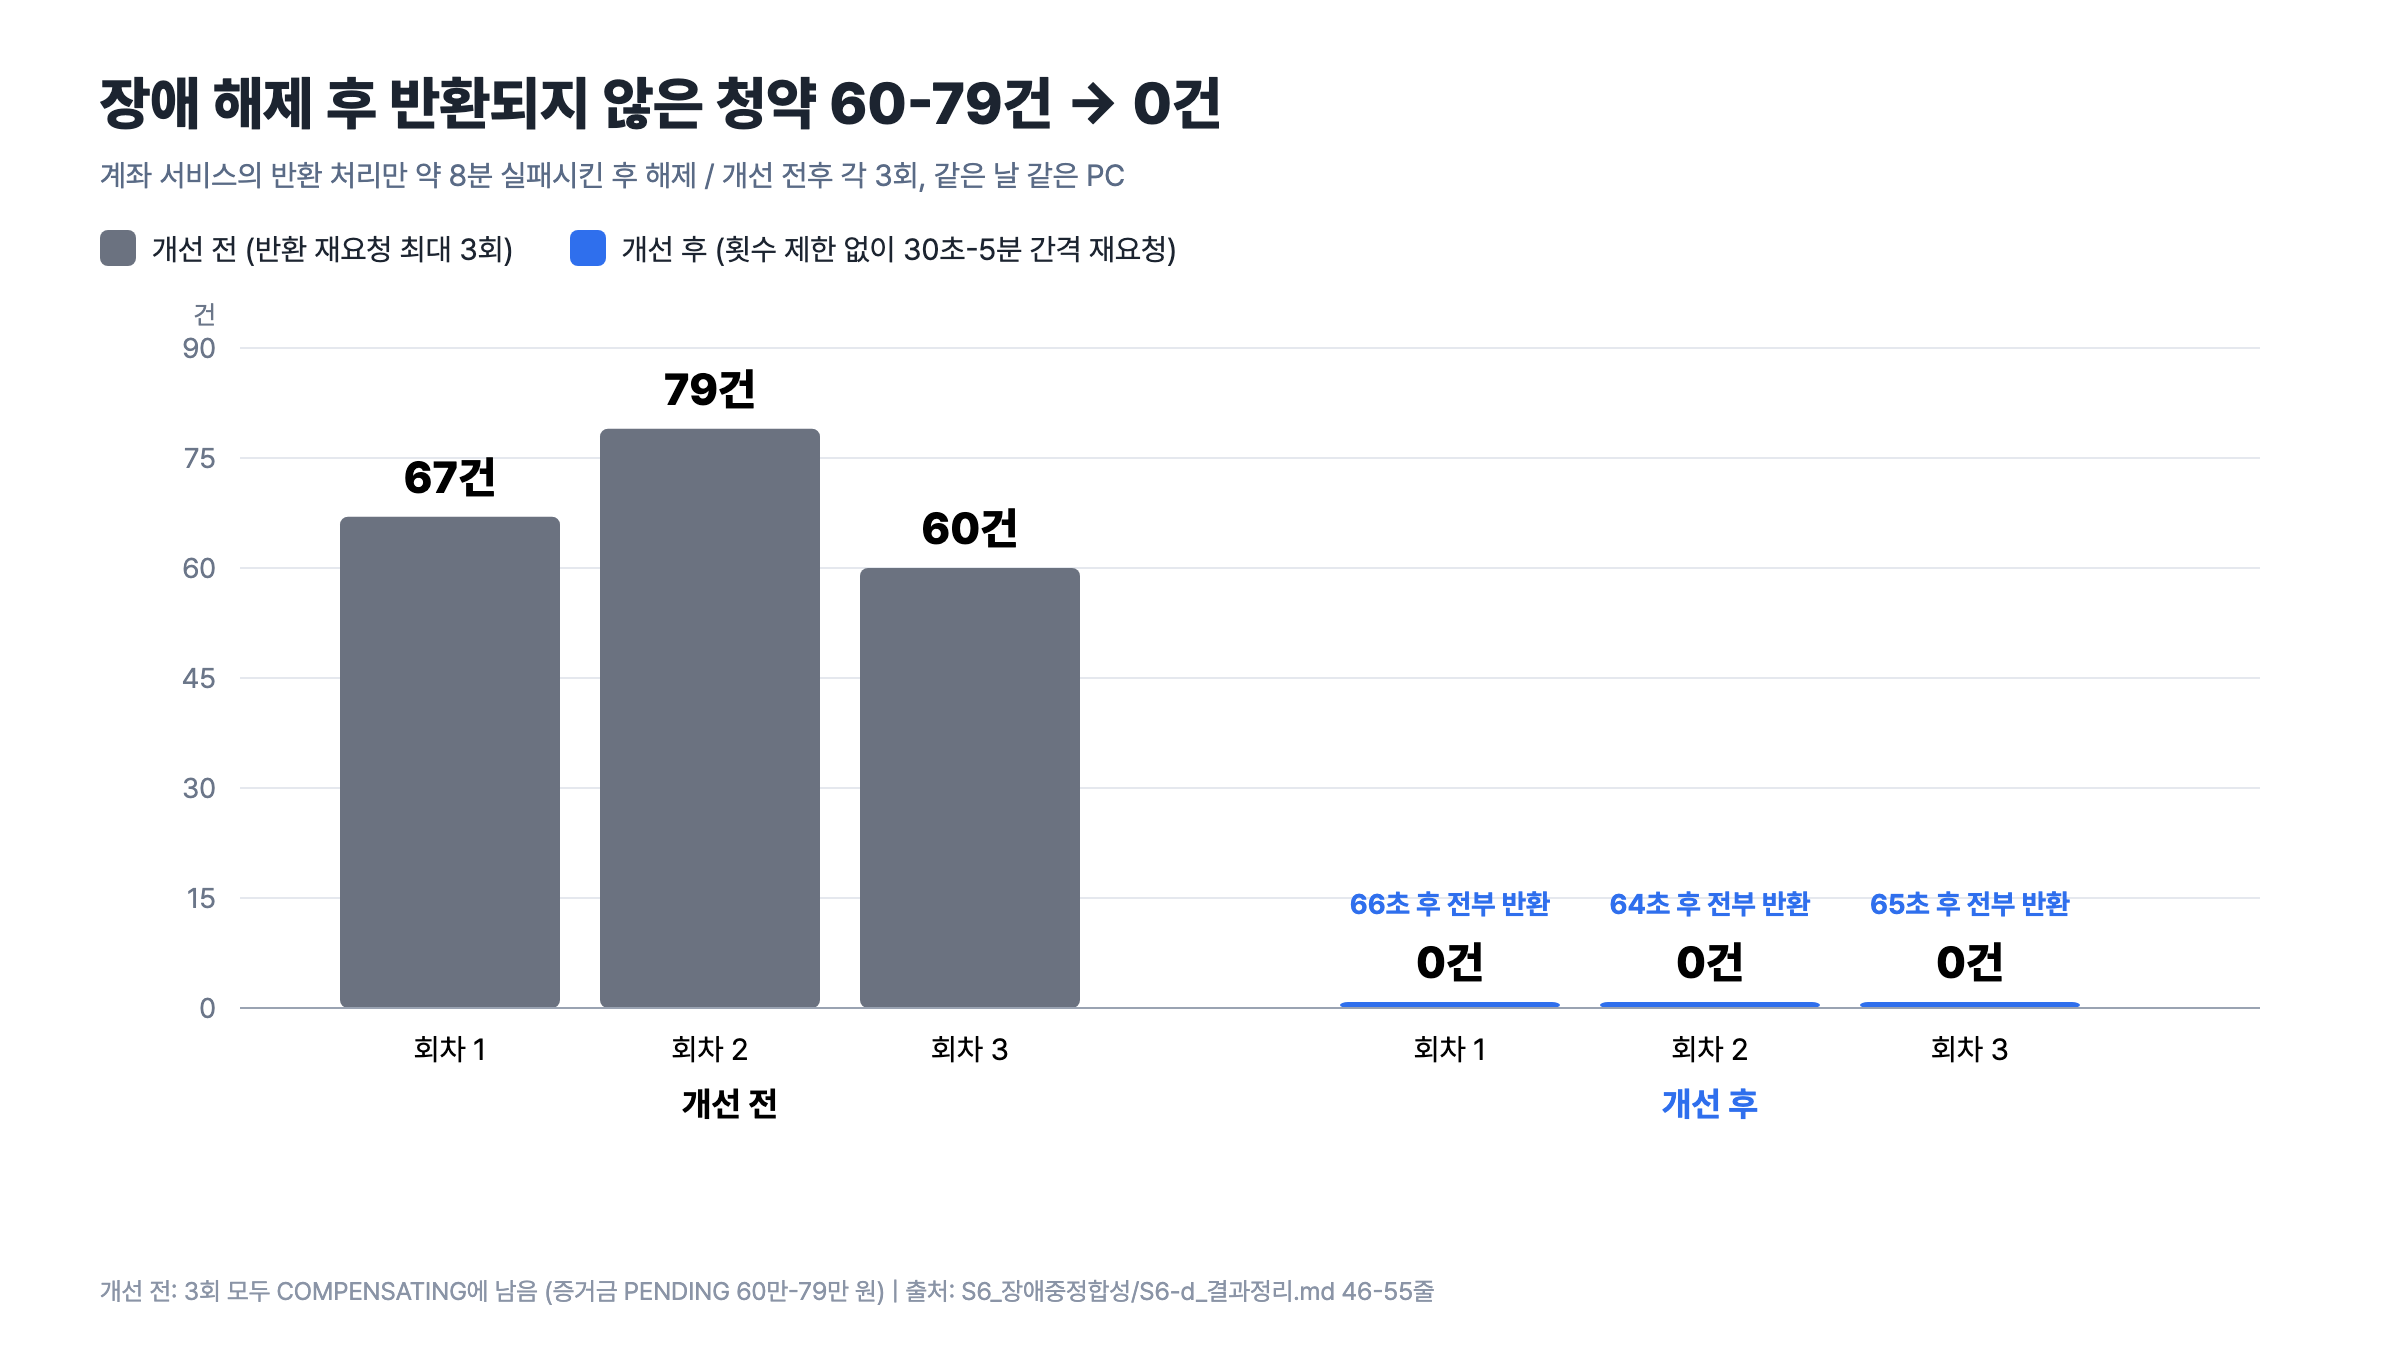 장애 해제 후 반환되지 않은 청약 60-79건 → 0건
계좌 서비스의 반환 처리만 약 8분 실패시킨 후 해제 / 개선 전후 각 3회, 같은 날 같은 PC
개선 전 (반환 재요청 최대 3회) 개선 후 (횟수 제한 없이 30초-5분 간격 재요청)
건
90
79건
75
67건
60건
60
45
30
15
66초 후 전부 반환 64초 후 전부 반환 65초 후 전부 반환
0건 0건 0건
0
회차 1 회차 2 회차 3 회차 1 회차 2 회차 3
개선 전 개선 후
개선 전: 3회 모두 COMPENSATING에 남음 (증거금 PENDING 60만-79만 원) | 출처: S6_장애중정합성/S6-d_결과정리.md 46-55줄